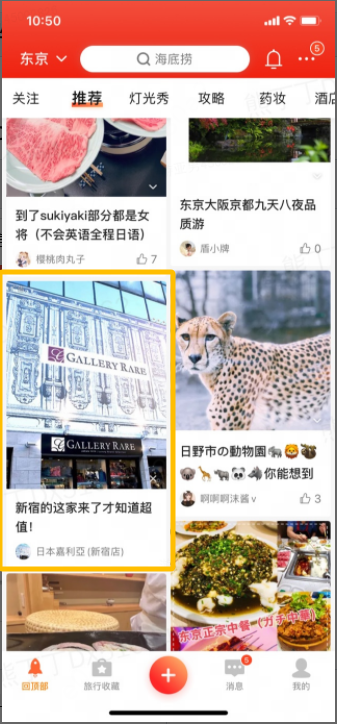 10:50
东京
海底捞
5
关注 推荐 灯光秀 攻略 药妆 酒店
到了sukiyaki部分都是女
将（不会英语全程日语）
樱桃肉丸子
7
东京大阪京都九天八夜品
质游
盾小牌
0
GALLERY RARE
GALLERY RARE
新宿的这家来了才知道超
值！
日本嘉利亞(新宿店)
日野市の動物園🐘🦁🐿
🐵🦒🐂🐼🦓你能想到
啊啊啊沫酱
3
东京正宗中餐（ガチ中華）
回顶部
旅行收藏
消息
5
我的